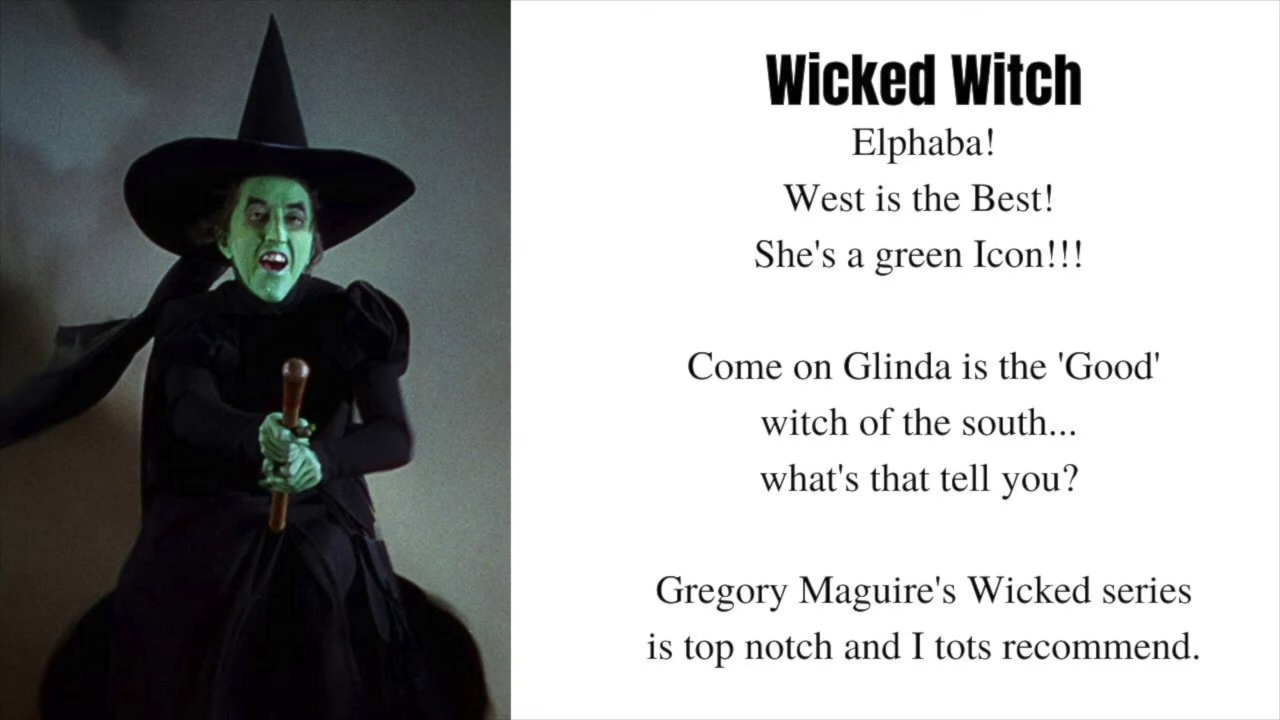 Wicked Witch
Elphaba!
West is the Best!
She's a green Icon!!!
Come on Glinda is the 'Good'
witch of the south...
what's that tell you?
Gregory Maguire's Wicked series
is top notch and I tots recommend.